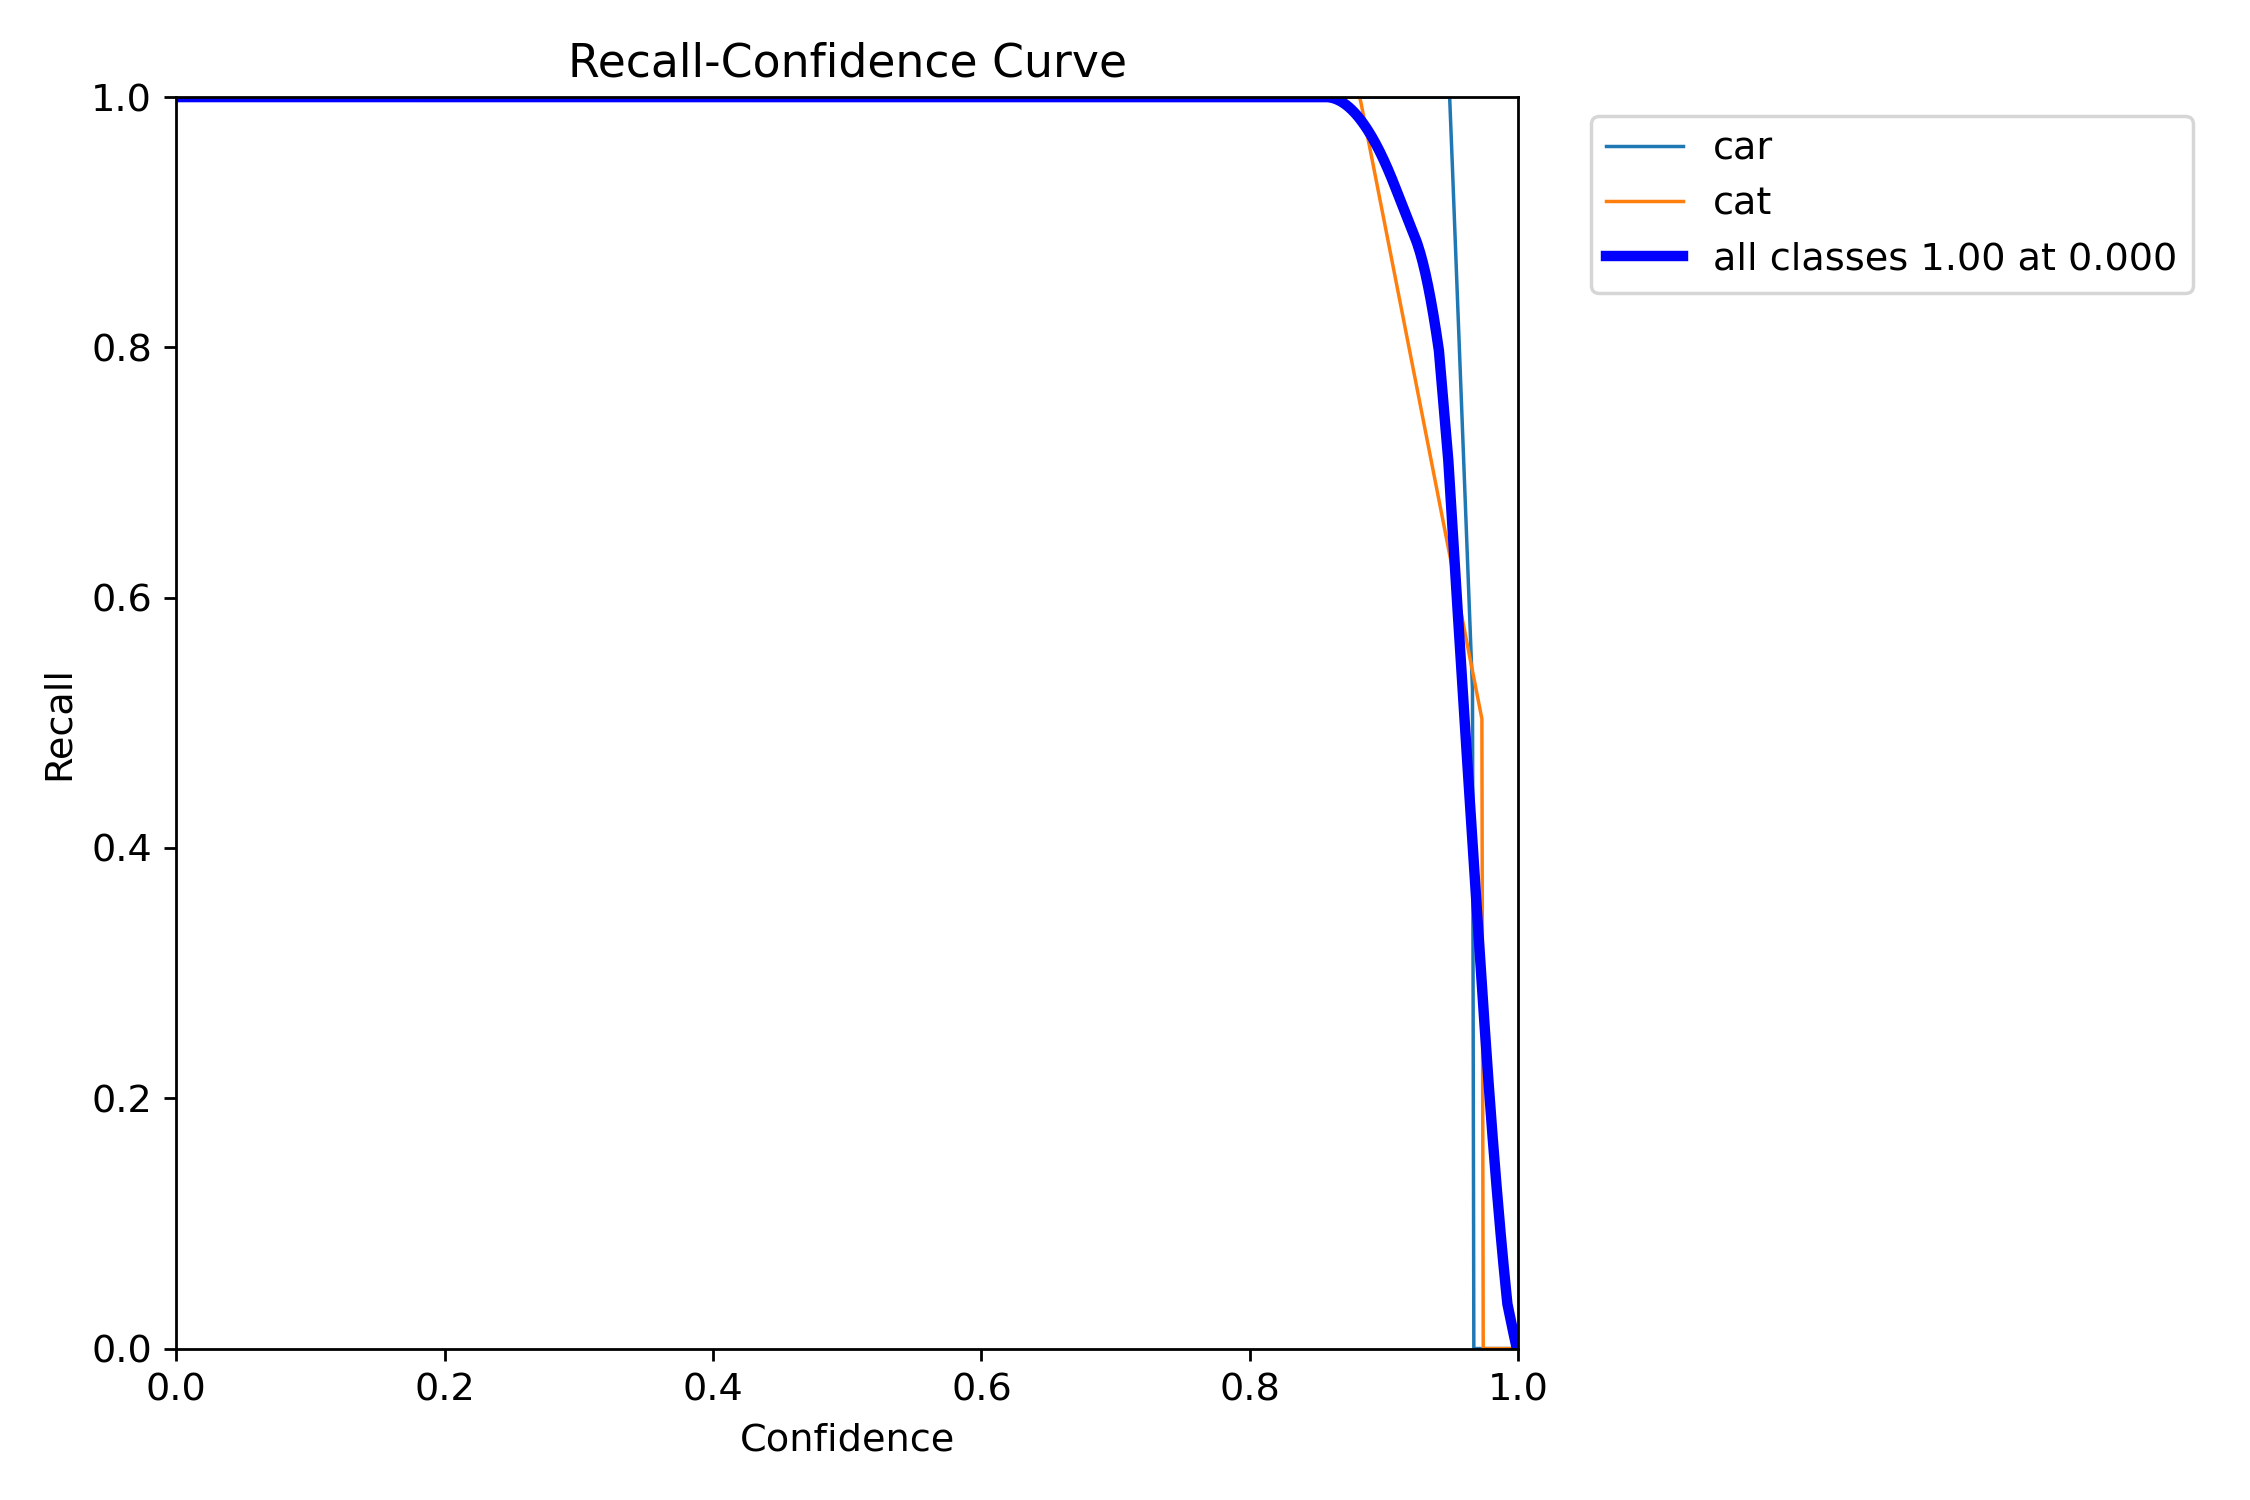 Recall-Confidence Curve
1.0
0.8
0.6
0.4
0.2
0.0
Recall
0.0 0.2 0.4 0.6 0.8 1.0
Confidence
car
cat
all classes 1.00 at 0.000